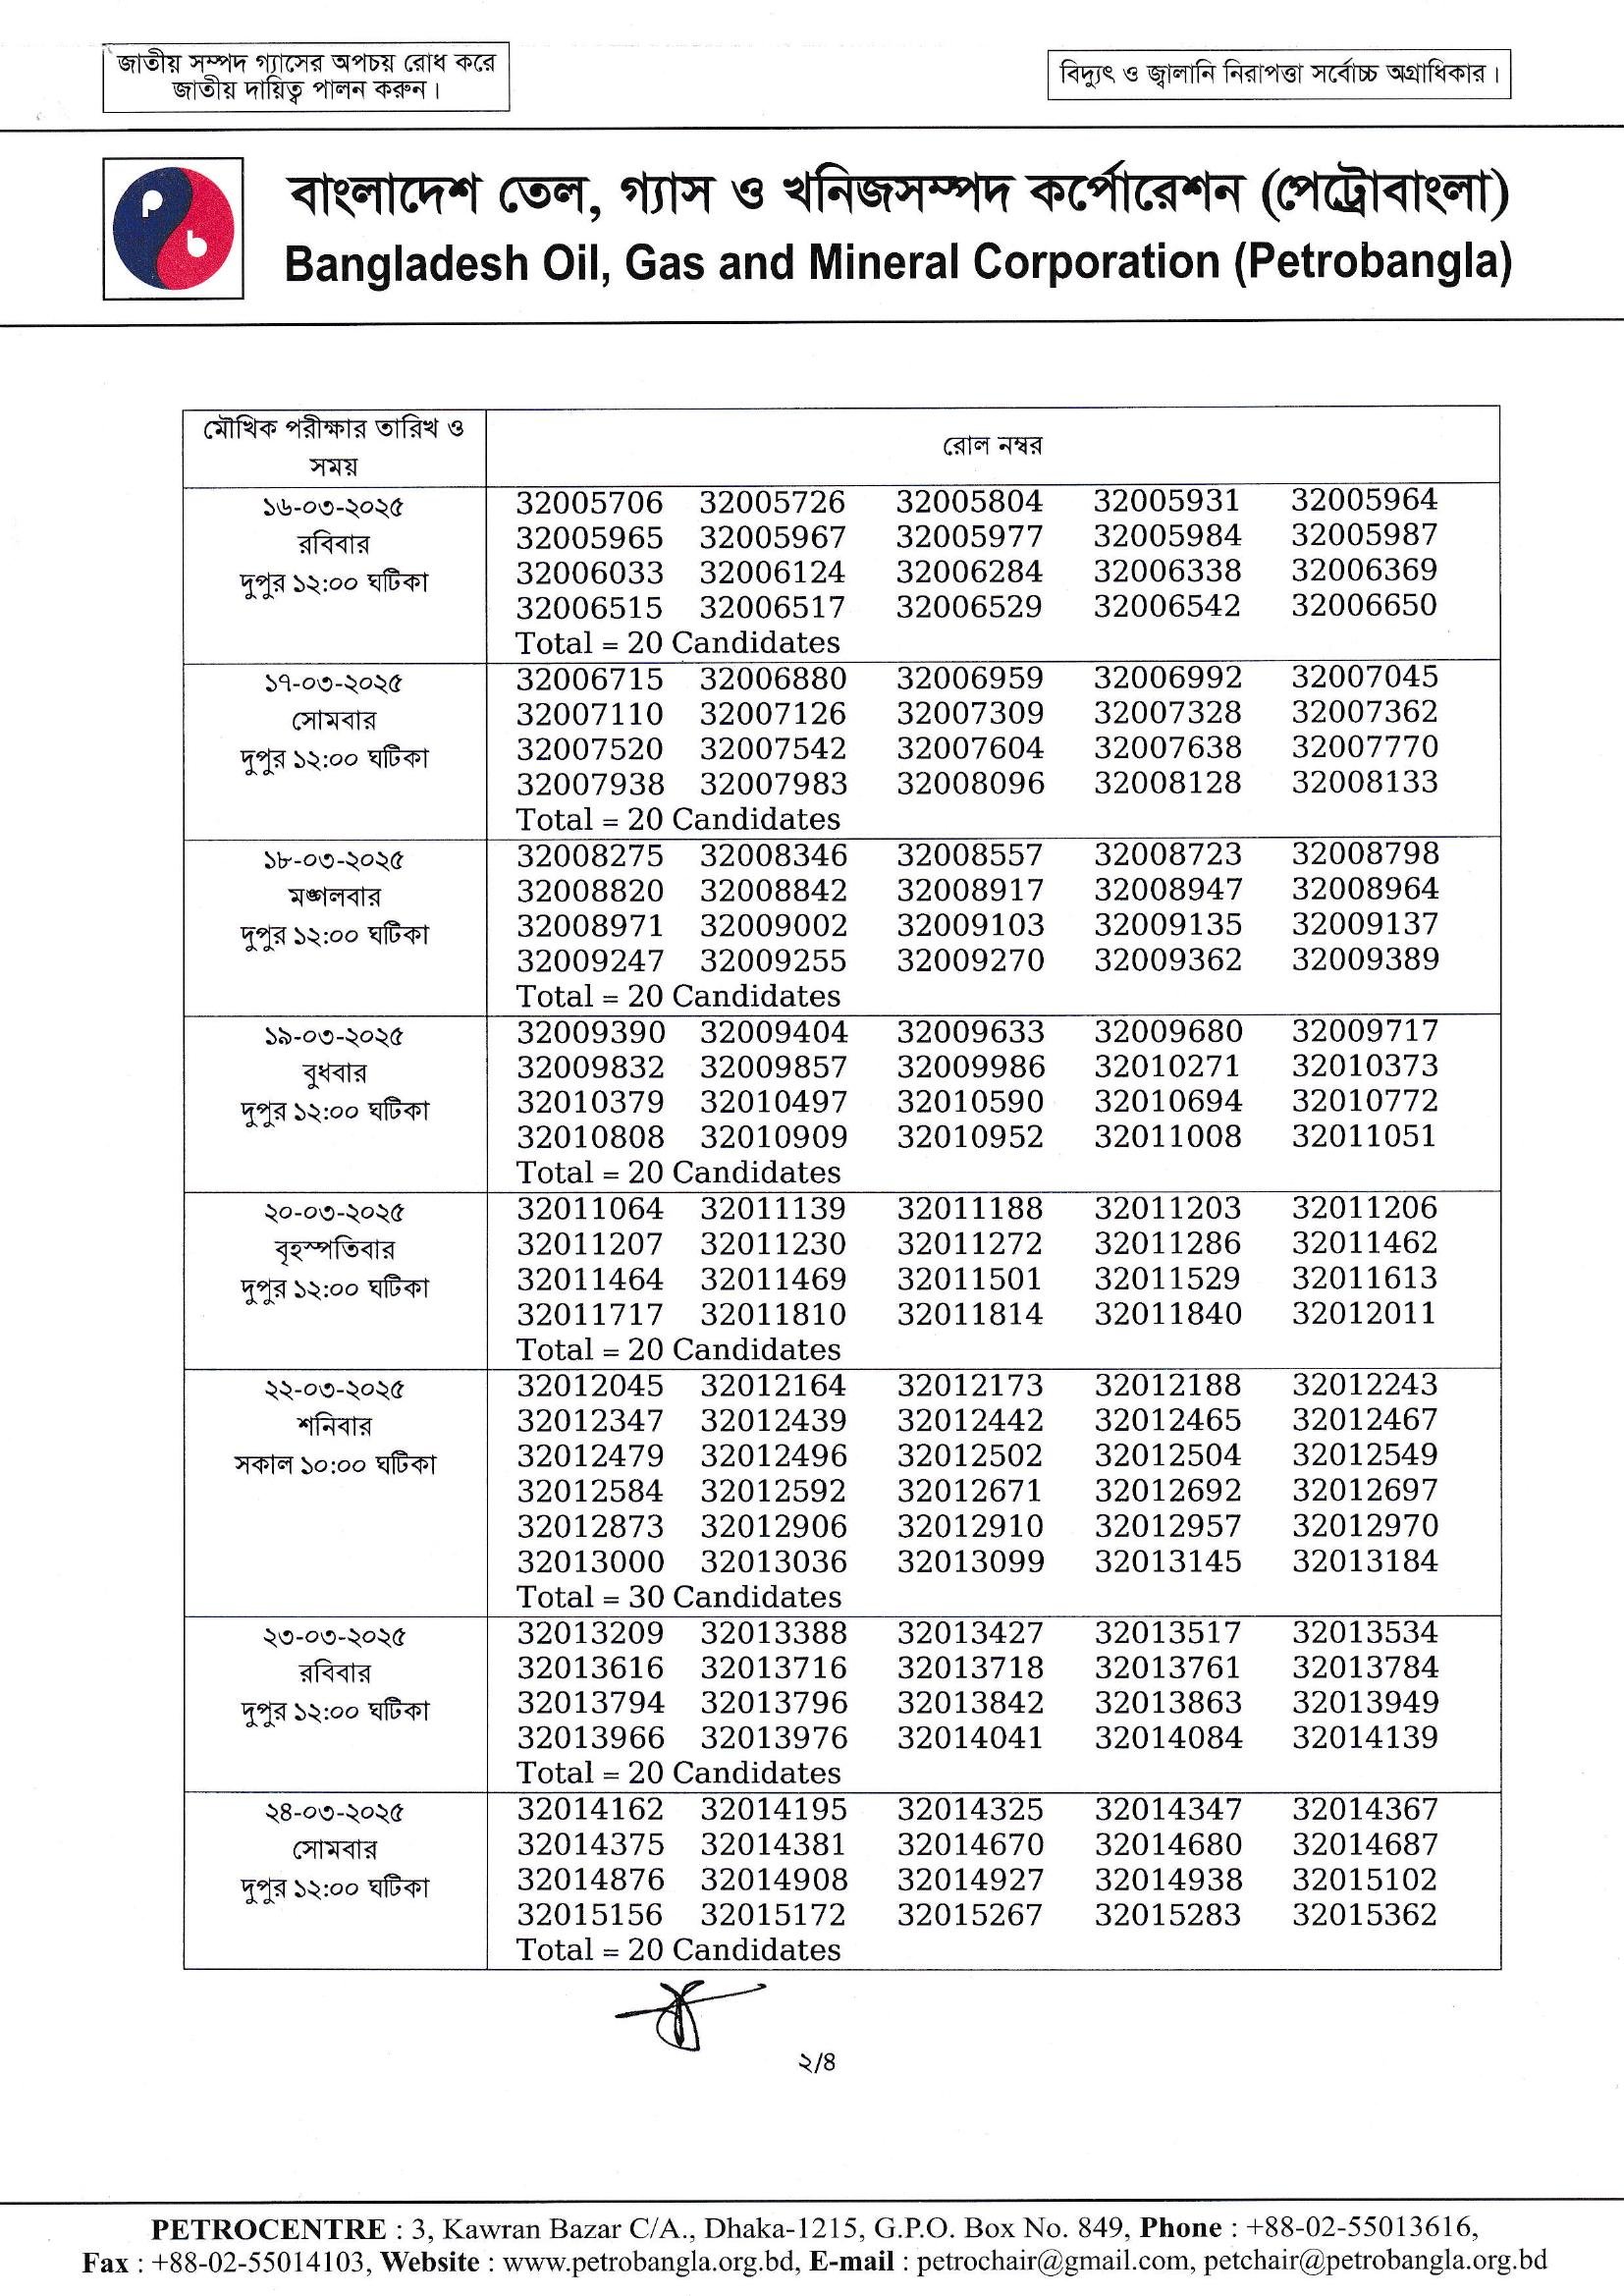 জাতীয় সম্পদ গ্যাসের অপচয় রোধ করে
জাতীয় দায়িত্ব পালন করুন।
বিদ্যুৎ ও জ্বালানি নিরাপত্তা সর্বোচ্চ অগ্রাধিকার।
p
b
বাংলাদেশ তেল, গ্যাস ও খনিজসম্পদ কর্পোরেশন (পেট্রোবাংলা)
Bangladesh Oil, Gas and Mineral Corporation (Petrobangla)
মৌখিক পরীক্ষার তারিখ ও
সময়
রোল নম্বর
১৬-০৩-২০২৫
রবিবার
দুপুর ১২:০০ ঘটিকা
32005706 32005726 32005804 32005931 32005964
32005965 32005967 32005977 32005984 32005987
32006033 32006124 32006284 32006338 32006369
32006515 32006517 32006529 32006542 32006650
Total = 20 Candidates
১৭-০৩-২০২৫
সোমবার
দুপুর ১২:০০ ঘটিকা
32006715 32006880 32006959 32006992 32007045
32007110 32007126 32007309 32007328 32007362
32007520 32007542 32007604 32007638 32007770
32007938 32007983 32008096 32008128 32008133
Total = 20 Candidates
১৮-০৩-২০২৫
মঙ্গলবার
দুপুর ১২:০০ ঘটিকা
32008275 32008346 32008557 32008723 32008798
32008820 32008842 32008917 32008947 32008964
32008971 32009002 32009103 32009135 32009137
32009247 32009255 32009270 32009362 32009389
Total = 20 Candidates
১৯-০৩-২০২৫
বুধবার
দুপুর ১২:০০ ঘটিকা
32009390 32009404 32009633 32009680 32009717
32009832 32009857 32009986 32010271 32010373
32010379 32010497 32010590 32010694 32010772
32010808 32010909 32010952 32011008 32011051
Total = 20 Candidates
২০-০৩-২০২৫
বৃহস্পতিবার
দুপুর ১২:০০ ঘটিকা
32011064 32011139 32011188 32011203 32011206
32011207 32011230 32011272 32011286 32011462
32011464 32011469 32011501 32011529 32011613
32011717 32011810 32011814 32011840 32012011
Total = 20 Candidates
২২-০৩-২০২৫
শনিবার
সকাল ১০:০০ ঘটিকা
32012045 32012164 32012173 32012188 32012243
32012347 32012439 32012442 32012465 32012467
32012479 32012496 32012502 32012504 32012549
32012584 32012592 32012671 32012692 32012697
32012873 32012906 32012910 32012957 32012970
32013000 32013036 32013099 32013145 32013184
Total = 30 Candidates
২৩-০৩-২০২৫
রবিবার
দুপুর ১২:০০ ঘটিকা
32013209 32013388 32013427 32013517 32013534
32013616 32013716 32013718 32013761 32013784
32013794 32013796 32013842 32013863 32013949
32013966 32013976 32014041 32014084 32014139
Total = 20 Candidates
২৪-০৩-২০২৫
সোমবার
দুপুর ১২:০০ ঘটিকা
32014162 32014195 32014325 32014347 32014367
32014375 32014381 32014670 32014680 32014687
32014876 32014908 32014927 32014938 32015102
32015156 32015172 32015267 32015283 32015362
Total = 20 Candidates
২/৪
PETROCENTRE : 3, Kawran Bazar C/A., Dhaka-1215, G.P.O. Box No. 849, Phone : +88-02-55013616,
Fax : +88-02-55014103, Website : www.petrobangla.org.bd, E-mail : petrochair@gmail.com, petchair@petrobangla.org.bd